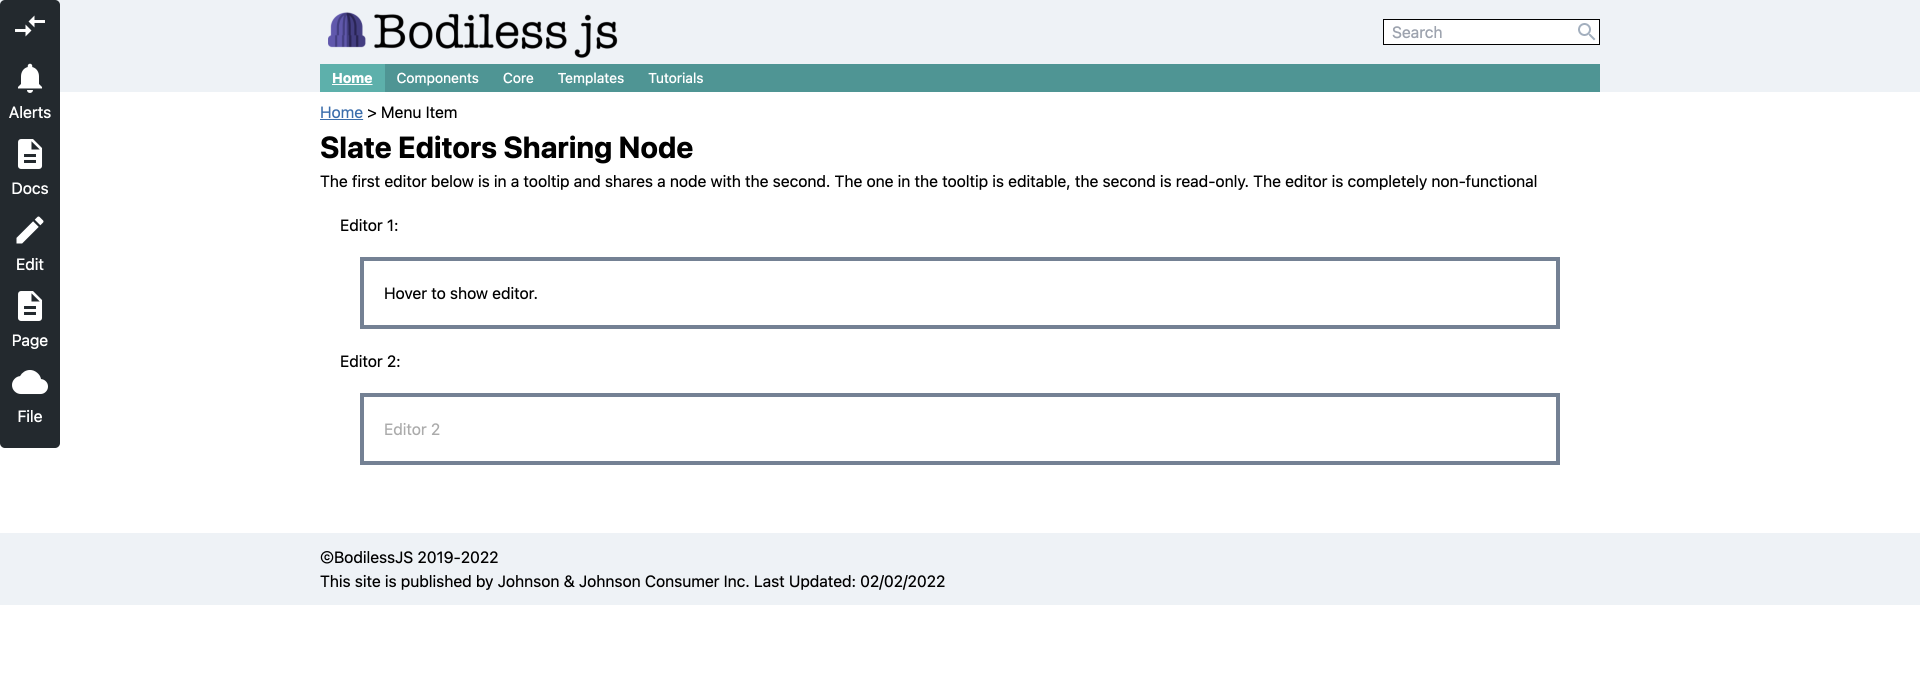 Bodiless js
Search
Home Components Core Templates Tutorials
Alerts
Docs
Edit
Page
File
Home > Menu Item
Slate Editors Sharing Node
The first editor below is in a tooltip and shares a node with the second. The one in the tooltip is editable, the second is read-only. The editor is completely non-functional
Editor 1:
Hover to show editor.
Editor 2:
Editor 2
©BodilessJS 2019-2022
This site is published by Johnson & Johnson Consumer Inc. Last Updated: 02/02/2022